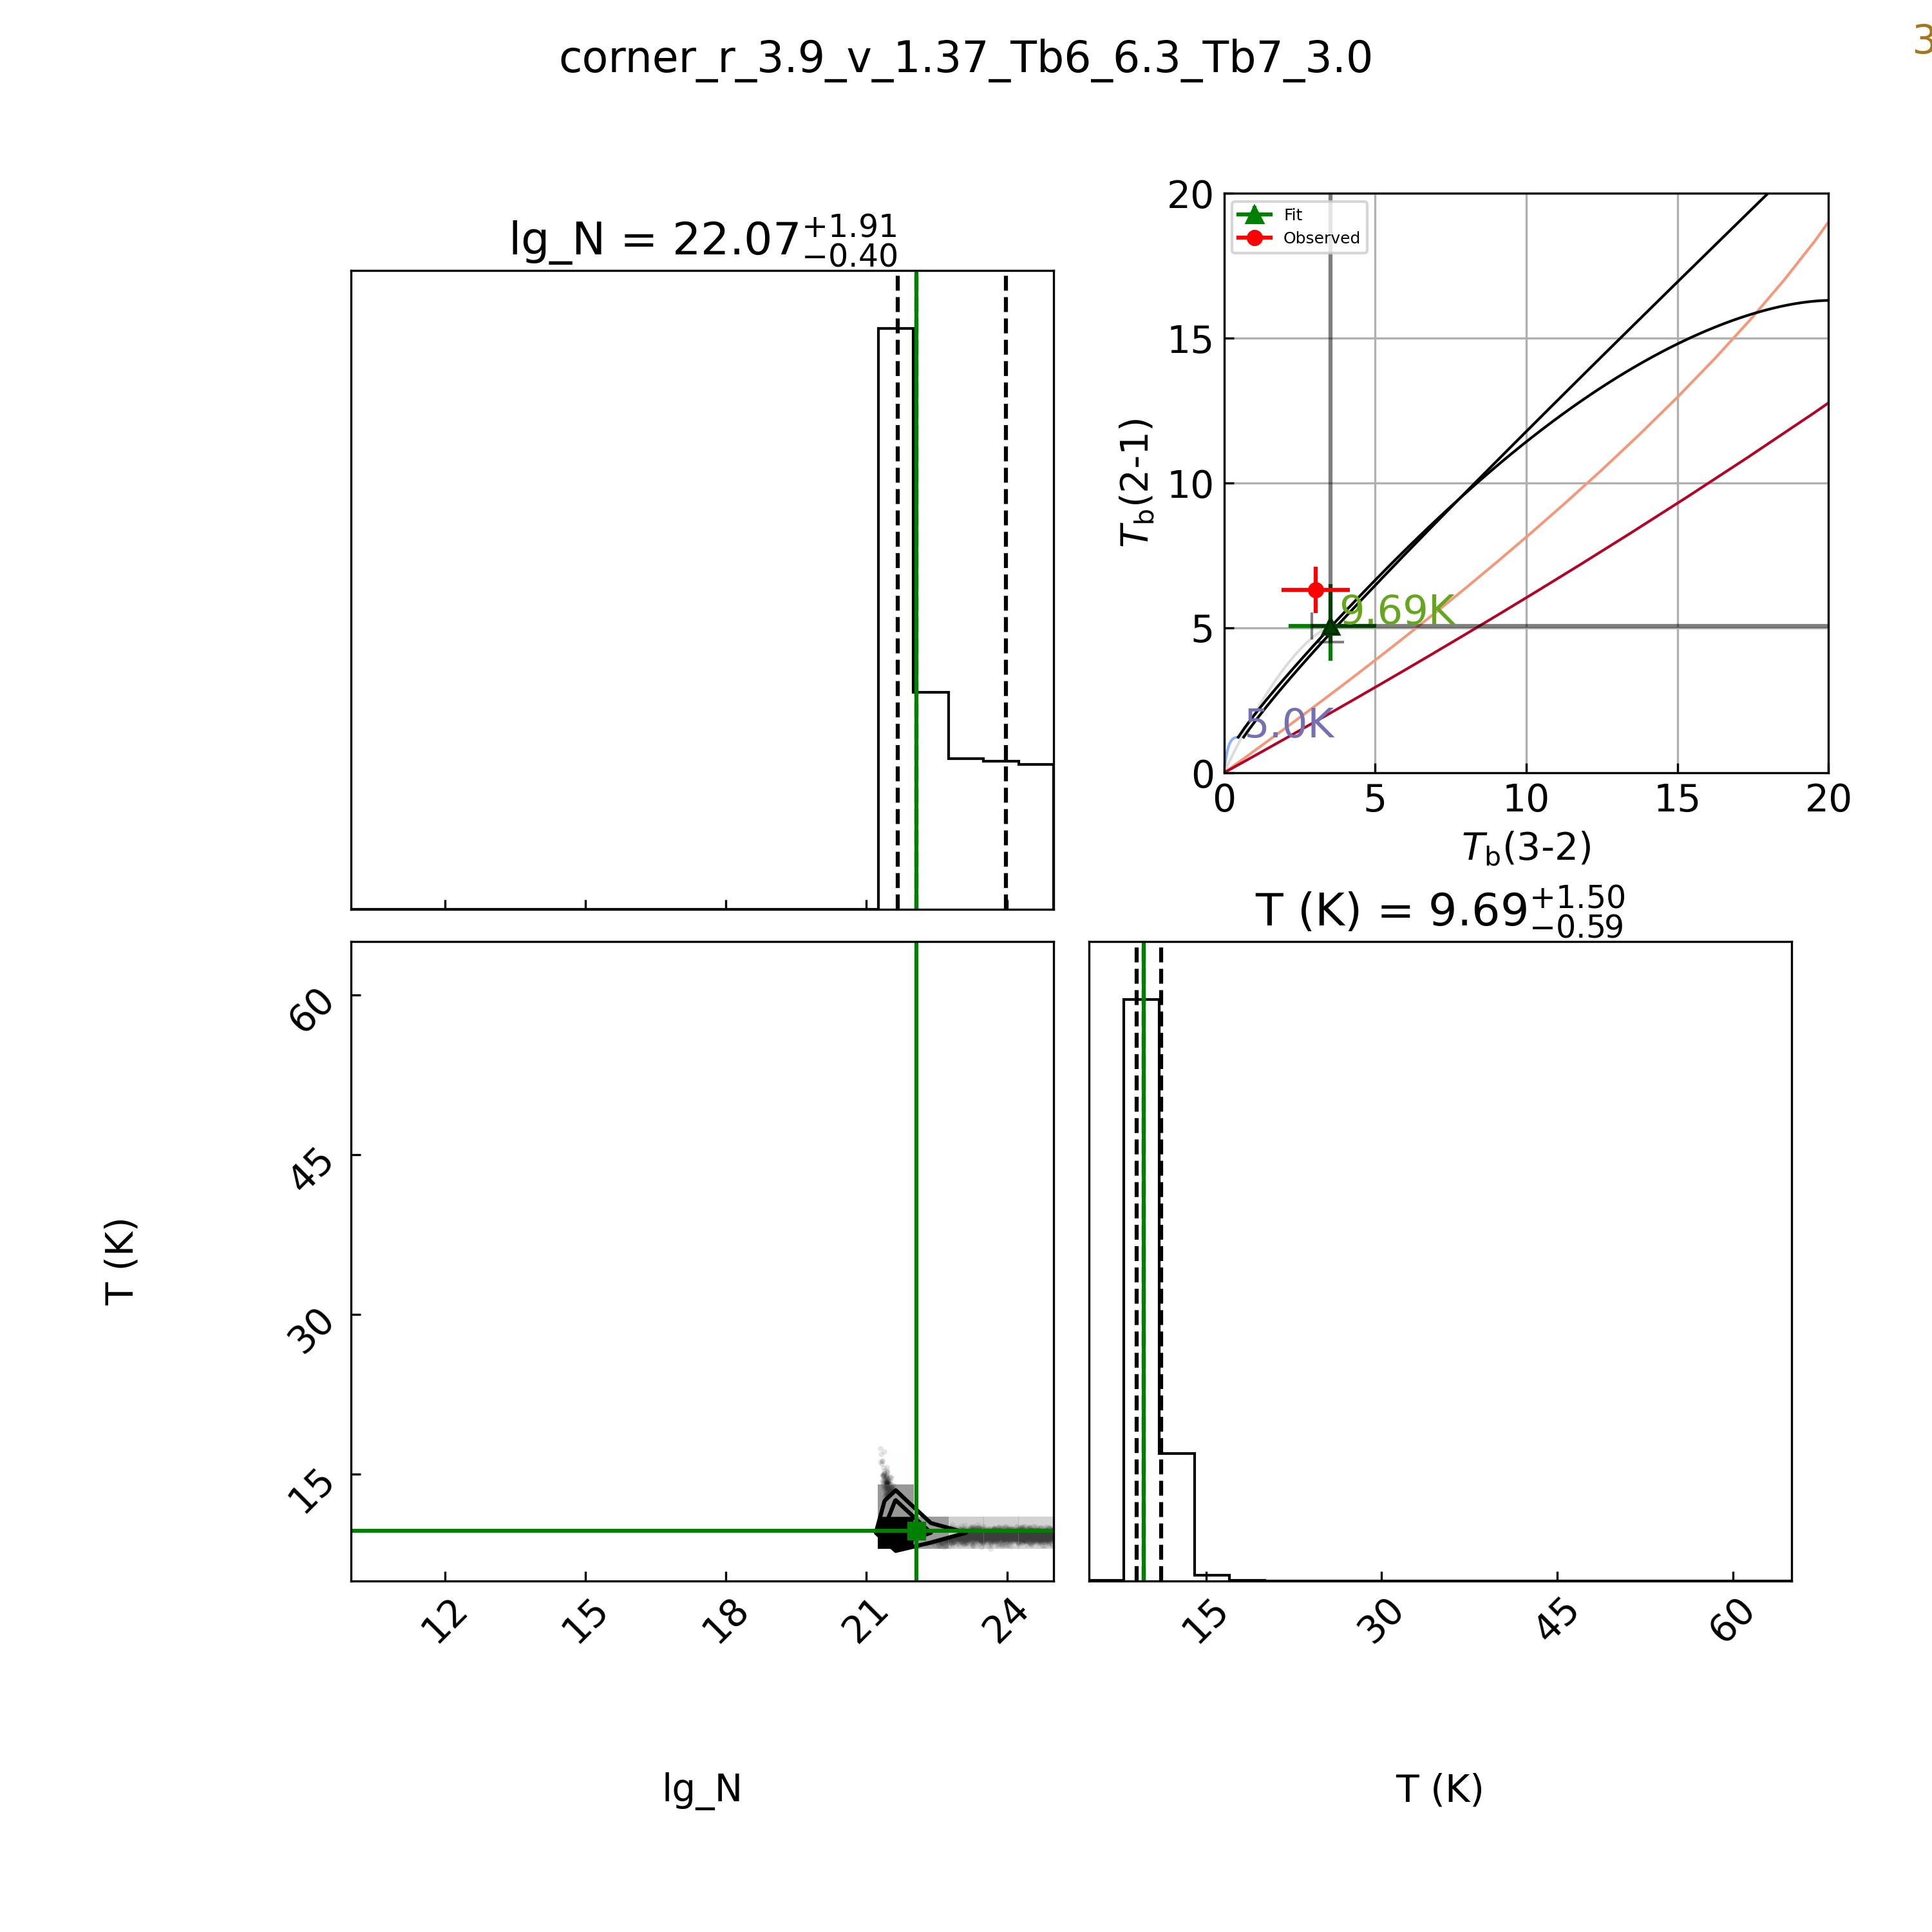 corner_r_3.9_v_1.37_Tb6_6.3_Tb7_3.0
3
lg_N = 22.07+1.91−0.40
20
15
10
5
0
Tb(2-1)
Fit
Observed
9.69K
5.0K
0 5 10 15 20
Tb(3-2)
T (K) = 9.69+1.50−0.59
60
45
30
15
T (K)
12 15 18 21 24
15 30 45 60
lg_N
T (K)